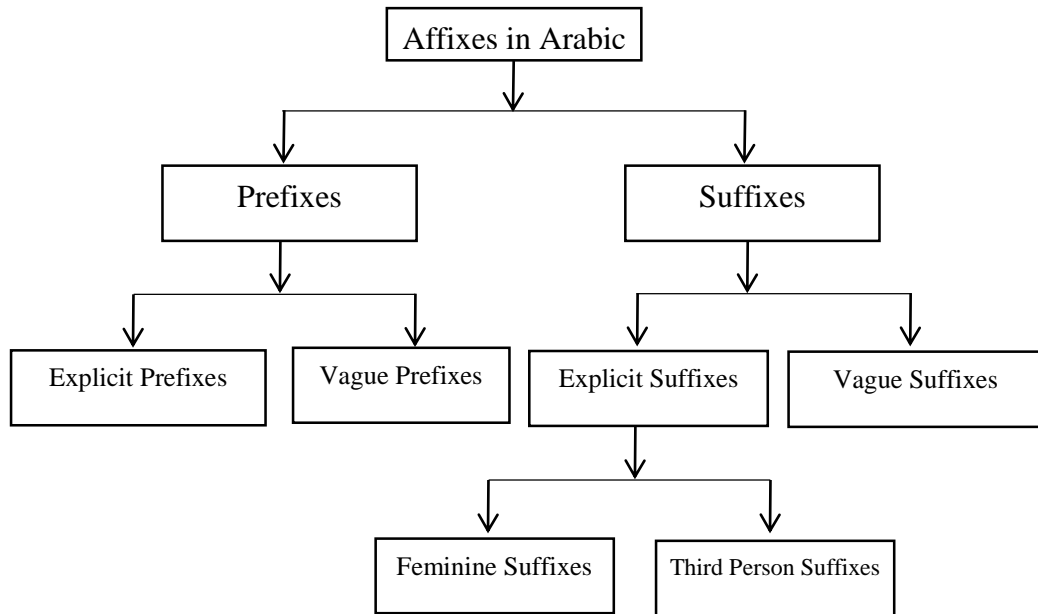 Affixes in Arabic
Prefixes
Suffixes
Explicit Prefixes
Vague Prefixes
Explicit Suffixes
Vague Suffixes
Feminine Suffixes
Third Person Suffixes